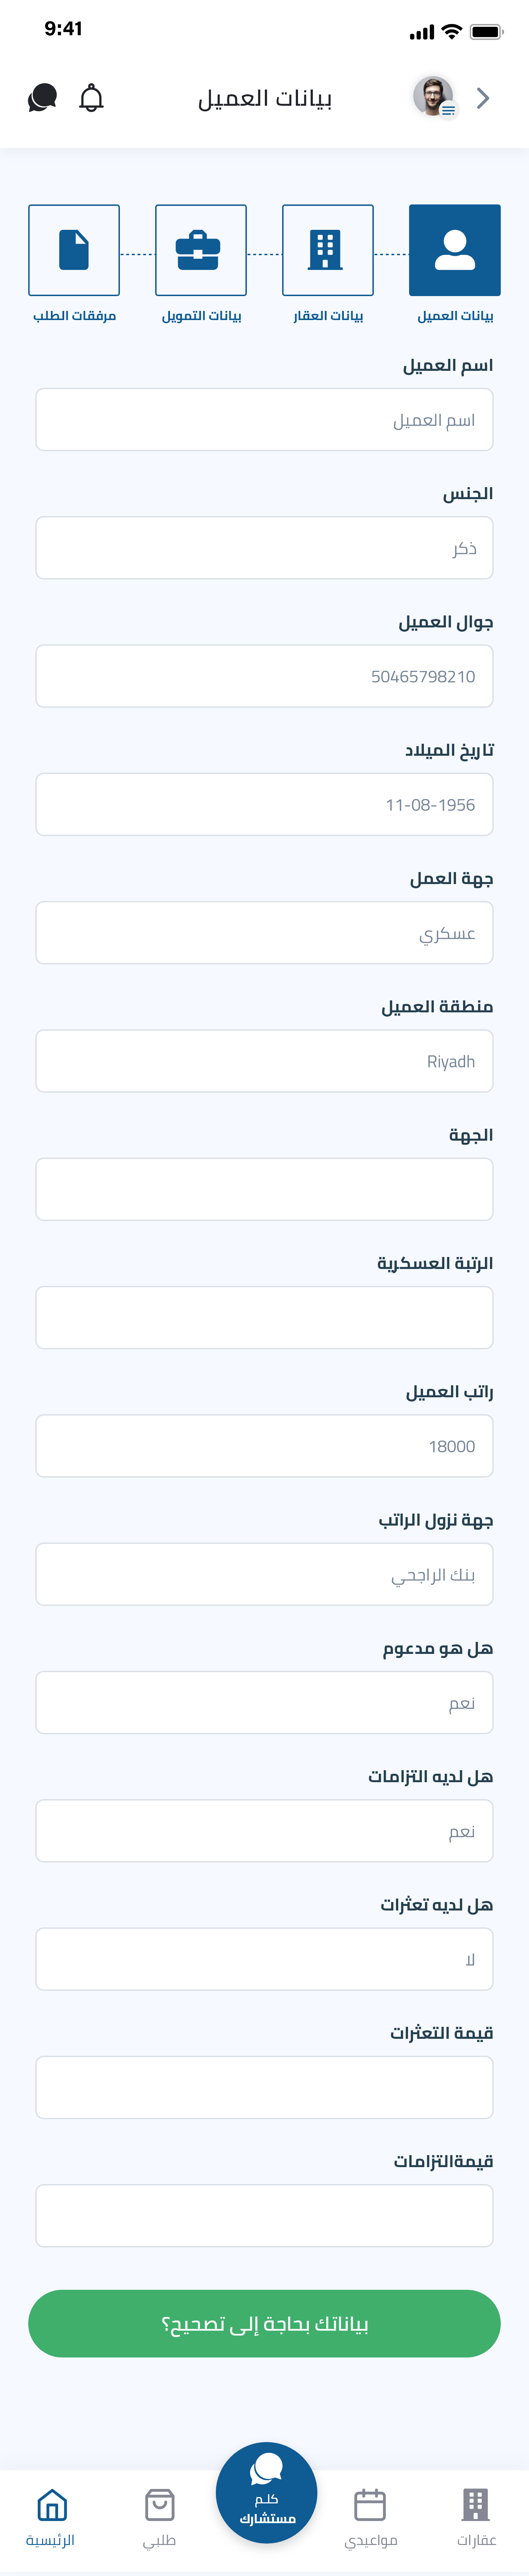 9:41
بيانات العميل
بيانات العميل
بيانات العقار
بيانات التمويل
مرفقات الطلب
اسم العميل
اسم العميل
الجنس
ذكر
جوال العميل
50465798210
تاريخ الميلاد
11-08-1956
جهة العمل
عسكري
منطقة العميل
Riyadh
الجهة
الرتبة العسكرية
راتب العميل
18000
جهة نزول الراتب
بنك الراجحي
هل هو مدعوم
نعم
هل لديه التزامات
نعم
هل لديه تعثرات
لا
قيمة التعثرات
قيمةالتزامات
بياناتك بحاجة إلى تصحيح؟
عقارات
مواعيدي
كلـم
مستشارك
طلبي
الرئيسية